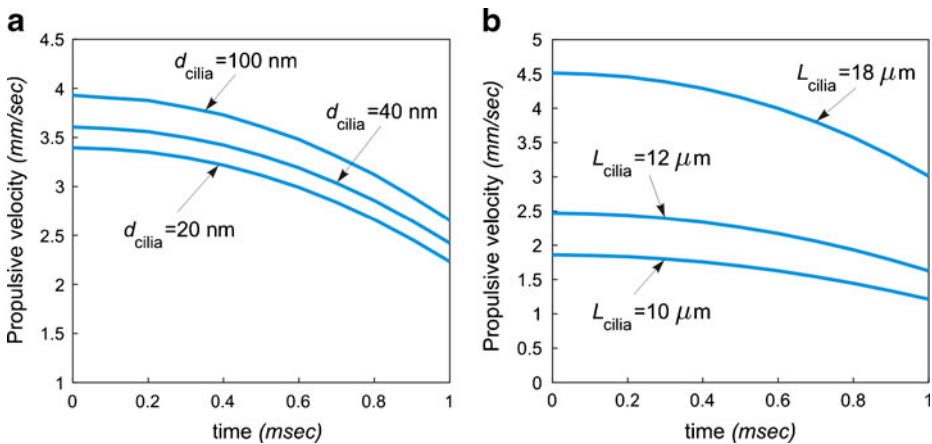 a
4.5
4
3.5
3
2.5
2
1.5
1
0
0.2
0.4
0.6
0.8
1
Propulsive velocity (mm/sec)
time (msec)
d cilia=100 nm
d cilia=40 nm
d cilia=20 nm
b
5
4.5
4
3.5
3
2.5
2
1.5
1
0.5
0
0
0.2
0.4
0.6
0.8
1
Propulsive velocity (mm/sec)
time (msec)
L cilia=18 μm
L cilia=12 μm
L cilia=10 μm